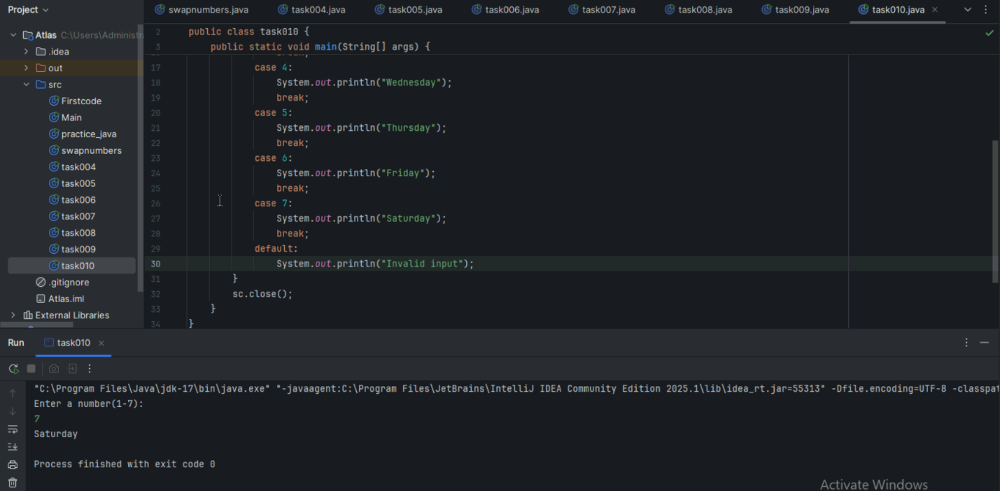 Project
swapnumbers.java task004.java task005.java task006.java task007.java task008.java task009.java task010.java
Atlas C:\Users\Administr
.idea
out
src
Firstcode
Main
practice_java
swapnumbers
task004
task005
task006
task007
task008
task009
task010
.gitignore
Atlas.iml
External Libraries
2 public class task010 {
3 public static void main(String[] args) {
17 case 4:
18 System.out.println("Wednesday");
19 break;
20 case 5:
21 System.out.println("Thursday");
22 break;
23 case 6:
24 System.out.println("Friday");
25 break;
26 case 7:
27 System.out.println("Saturday");
28 break;
29 default:
30 System.out.println("Invalid input");
31 }
32 sc.close();
33 }
34 }
Run task010
"C:\Program Files\Java\jdk-17\bin\java.exe" "-javaagent:C:\Program Files\JetBrains\IntelliJ IDEA Community Edition 2025.1\lib\idea_rt.jar=55313" -Dfile.encoding=UTF-8 -classpat
Enter a number(1-7):
7
Saturday
Process finished with exit code 0
Activate Windows